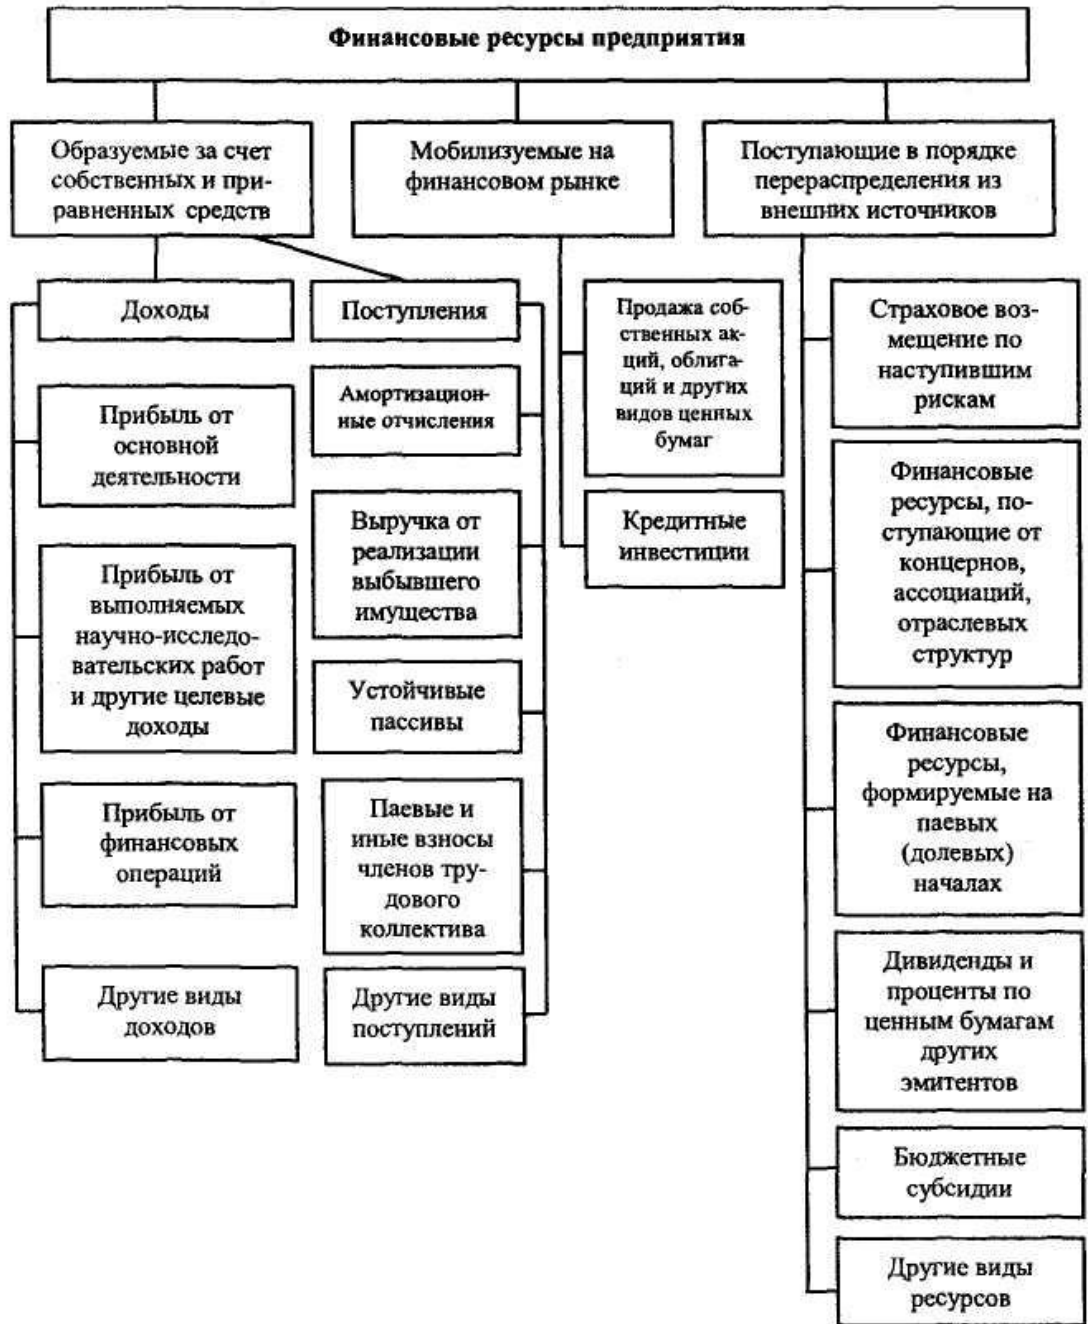 Финансовые ресурсы предприятия
Образуемые за счет
собственных и при-
равненных средств
Мобилизуемые на
финансовом рынке
Поступающие в порядке
перераспределения из
внешних источников
Доходы
Прибыль от
основной
деятельности
Прибыль от
выполняемых
научно-исследо-
вательских работ
и другие целевые
доходы
Прибыль от
финансовых
операций
Другие виды
доходов
Поступления
Амортизацион-
ные отчисления
Выручка от
реализации
выбывшего
имущества
Устойчивые
пассивы
Паевые и
иные взносы
членов тру-
дового
коллектива
Другие виды
поступлений
Продажа соб-
ственных ак-
ций, облига-
ций и других
видов ценных
бумаг
Кредитные
инвестиции
Страховое воз-
мещение по
наступившим
рискам
Финансовые
ресурсы, по-
ступающие от
концернов,
ассоциаций,
отраслевых
структур
Финансовые
ресурсы,
формируемые на
паевых
(долевых)
началах
Дивиденды и
проценты по
ценным бумагам
других
эмитентов
Бюджетные
субсидии
Другие виды
ресурсов